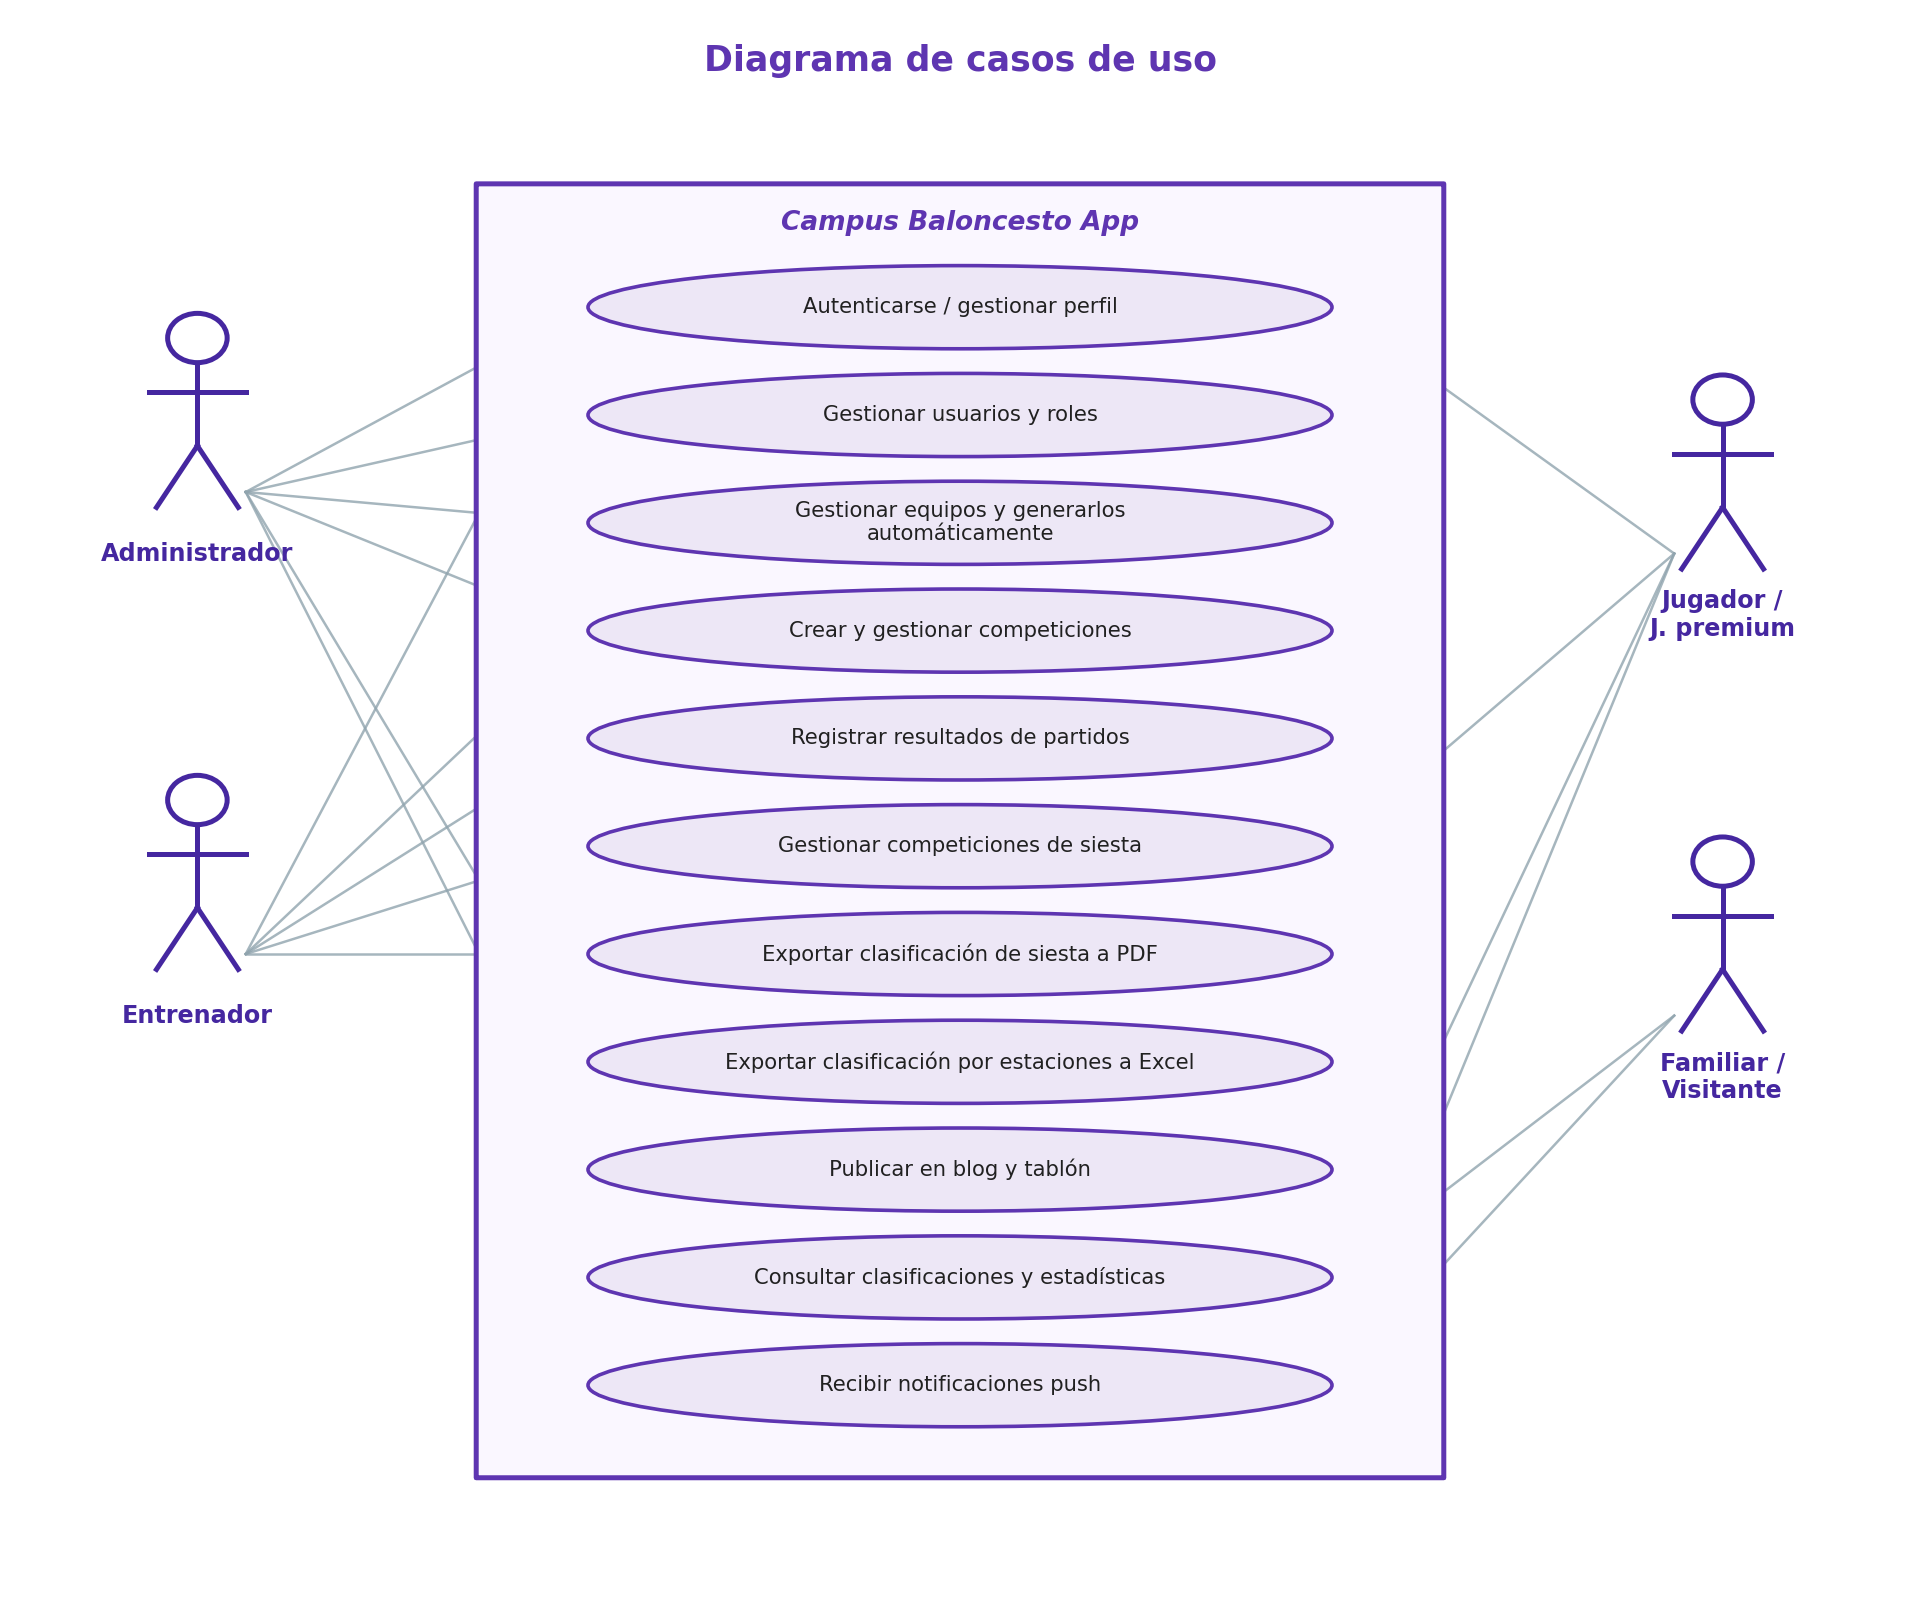 Diagrama de casos de uso
Campus Baloncesto App
Autenticarse / gestionar perfil
Gestionar usuarios y roles
Gestionar equipos y generarlos
automáticamente
Crear y gestionar competiciones
Registrar resultados de partidos
Gestionar competiciones de siesta
Exportar clasificación de siesta a PDF
Exportar clasificación por estaciones a Excel
Publicar en blog y tablón
Consultar clasificaciones y estadísticas
Recibir notificaciones push
Administrador
Entrenador
Jugador /
J. premium
Familiar /
Visitante